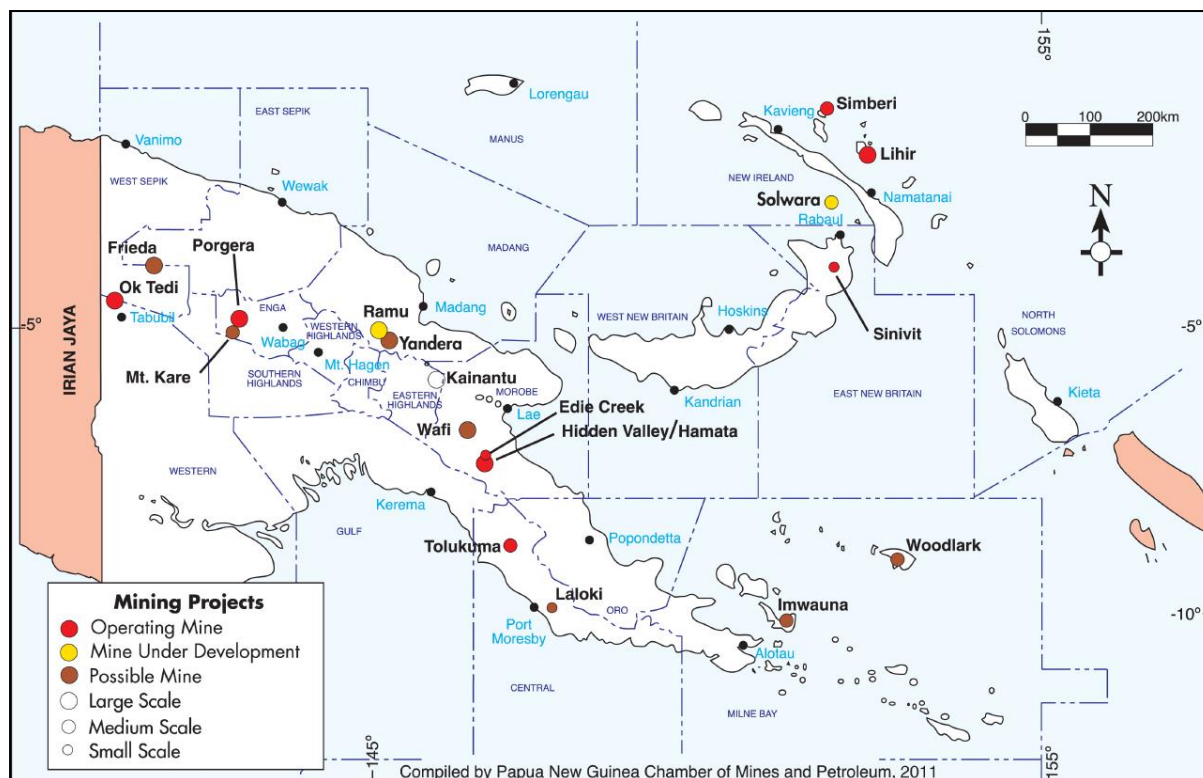 155°
Lorengau
Simberi
Kavieng
0 100 200km
EAST SEPIK
MANUS
Vanimo
Lihir
WEST SEPIK
NEW IRELAND
Wewak
Solwara
Namatanai
N
Rabaul
Frieda
Porgera
MADANG
Ok Tedi
ENGA
Madang
Ramu
WEST NEW BRITAIN
Hoskins
NORTH
SOLOMONS
-5°
Tabubil
WESTERN
HIGHLANDS
Yandera
Sinivit
-5°
Wabag
Mt. Hagen
IRIAN JAYA
Mt. Kare
SOUTHERN
HIGHLANDS
CHIMBU
Kainantu
EASTERN
HIGHLANDS
MOROBE
Kandrian
EAST NEW BRITAIN
Kieta
Lae
Edie Creek
Wafi
Hidden Valley/Hamata
WESTERN
Kerema
GULF
Tolukuma
Popondetta
Woodlark
Mining Projects
Operating Mine
Mine Under Development
Possible Mine
Large Scale
Medium Scale
Small Scale
Laloki
ORO
Imwauna
-10°
Port
Moresby
Alotau
CENTRAL
MILNE BAY
145°
Compiled by Papua New Guinea Chamber of Mines and Petroleum, 2011
155°